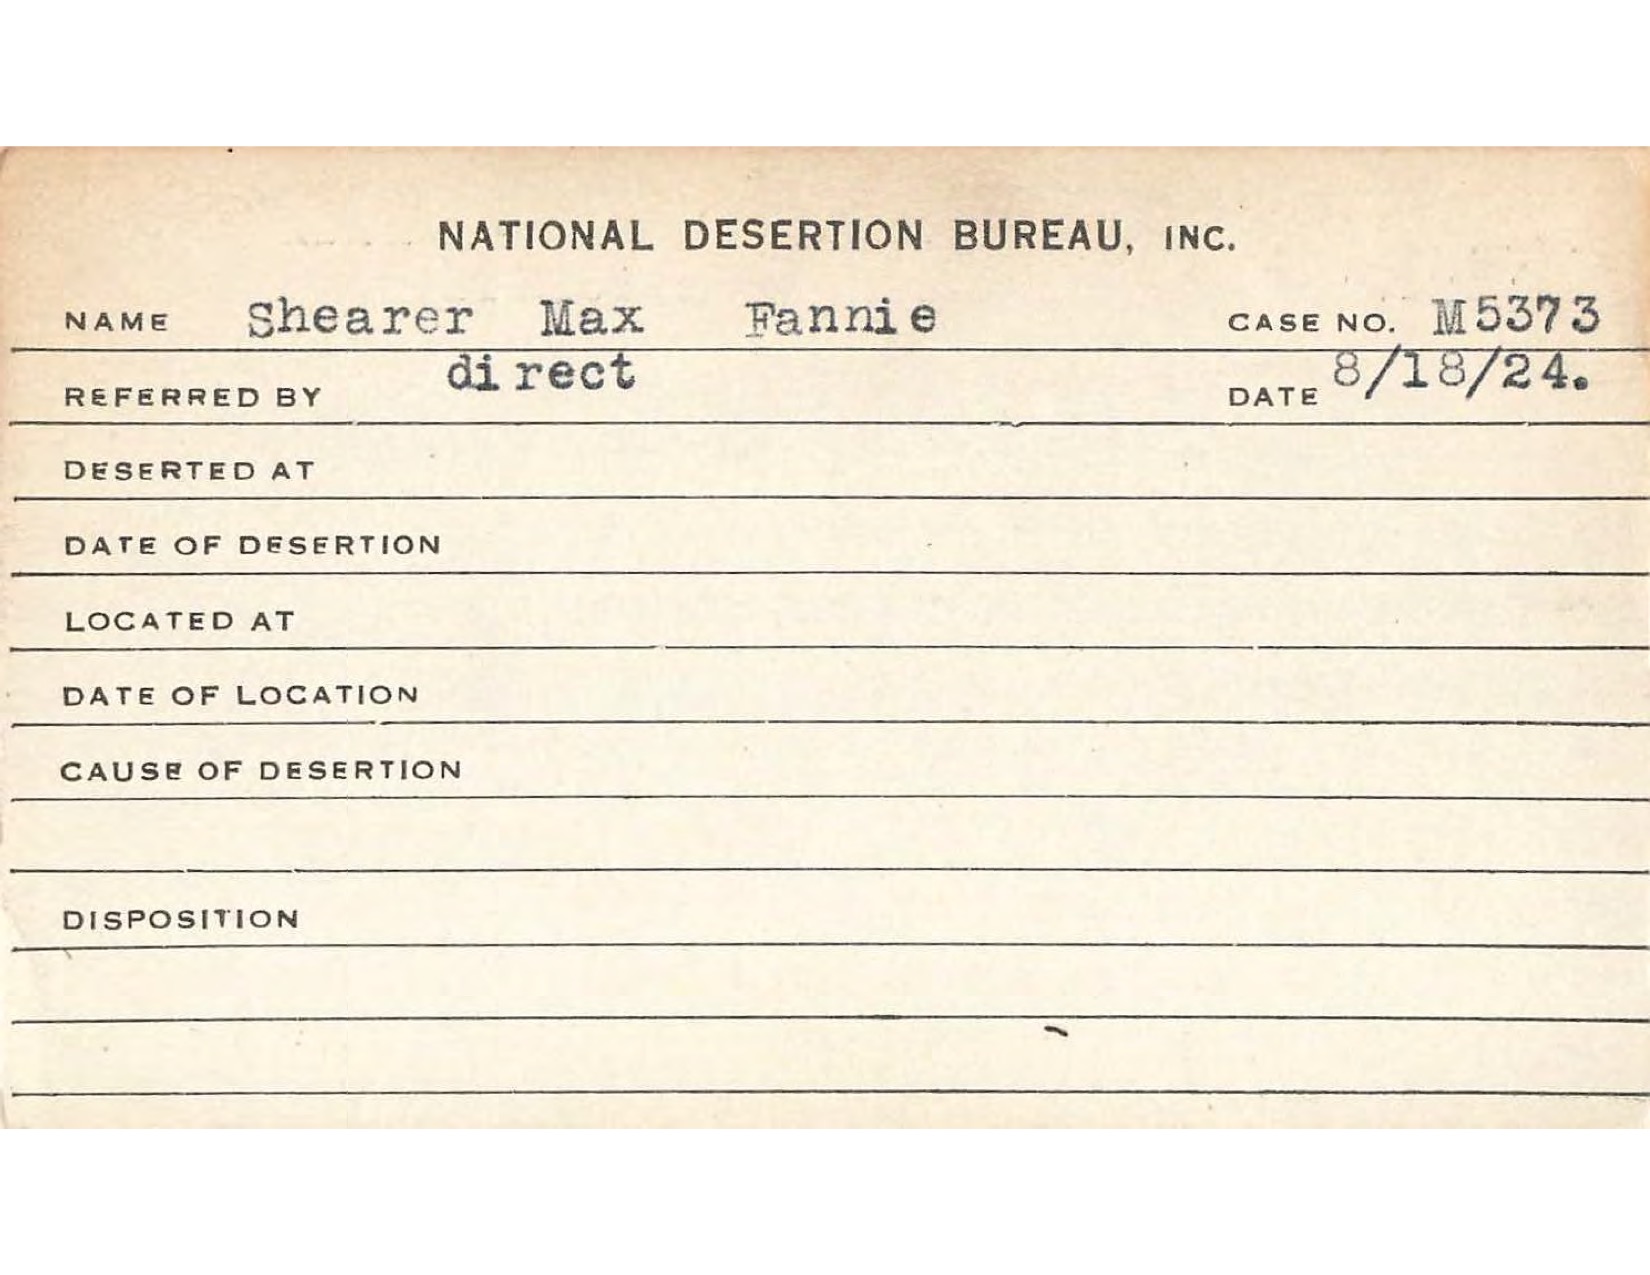 NATIONAL DESERTION BUREAU, INC.
NAME Shearer Max Fannie CASE NO. M5373
REFERRED BY direct DATE 8/18/24.
DESERTED AT
DATE OF DESERTION
LOCATED AT
DATE OF LOCATION
CAUSE OF DESERTION
DISPOSITION